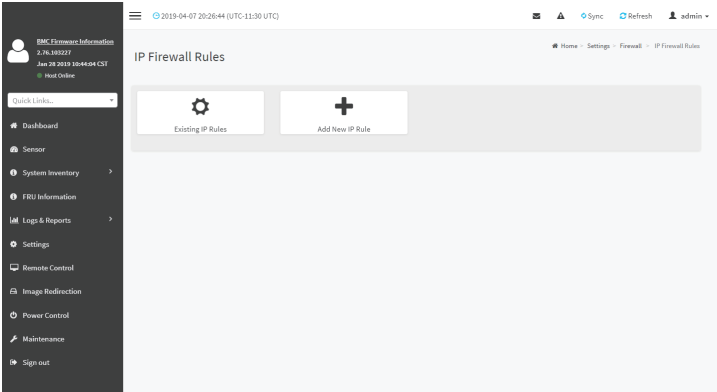 2019-04-07 20:26:44 (UTC-11:30 UTC)
Sync
Refresh
admin
BMC Firmware Information
2.76.103227
Jan 28 2019 10:44:04 CST
Host Online
Quick Links..
Dashboard
Sensor
System Inventory
FRU Information
Logs & Reports
Settings
Remote Control
Image Redirection
Power Control
Maintenance
Sign out
IP Firewall Rules
Home > Settings > Firewall > IP Firewall Rules
Existing IP Rules
Add New IP Rule